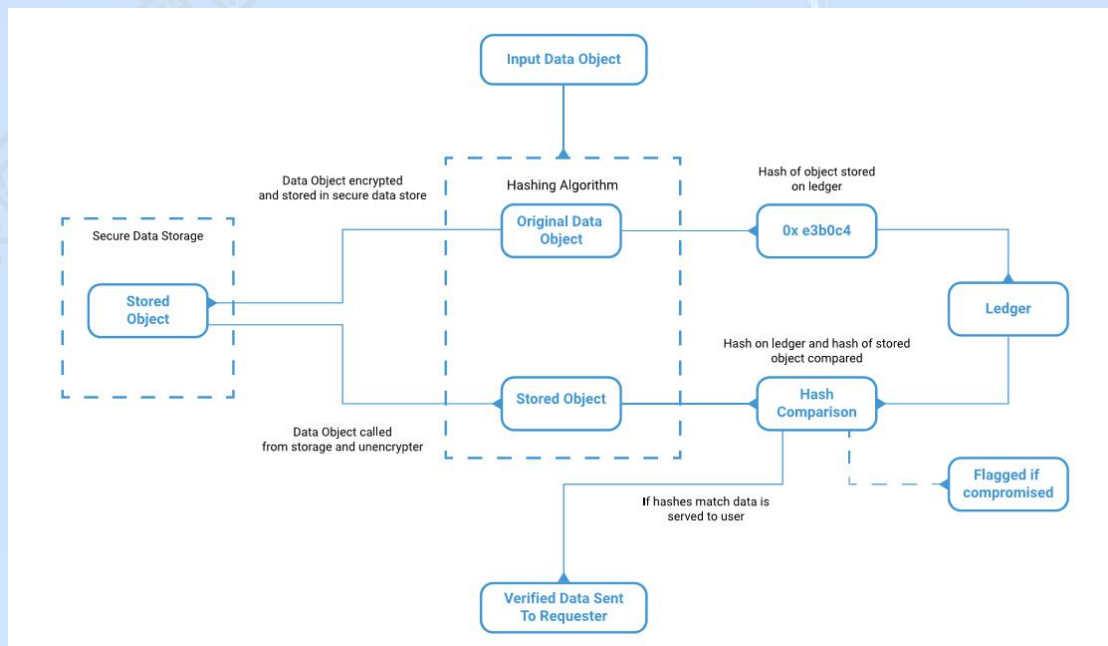 Input Data Object
Data Object encrypted
and stored in secure data store
Hashing Algorithm
Hash of object stored
on ledger
Secure Data Storage
Original Data
Object
0x e3b0c4
Stored
Object
Ledger
Hash on ledger and hash of stored
object compared
Stored Object
Hash
Comparison
Data Object called
from storage and unencrypter
Flagged if
compromised
If hashes match data is
served to user
Verified Data Sent
To Requester